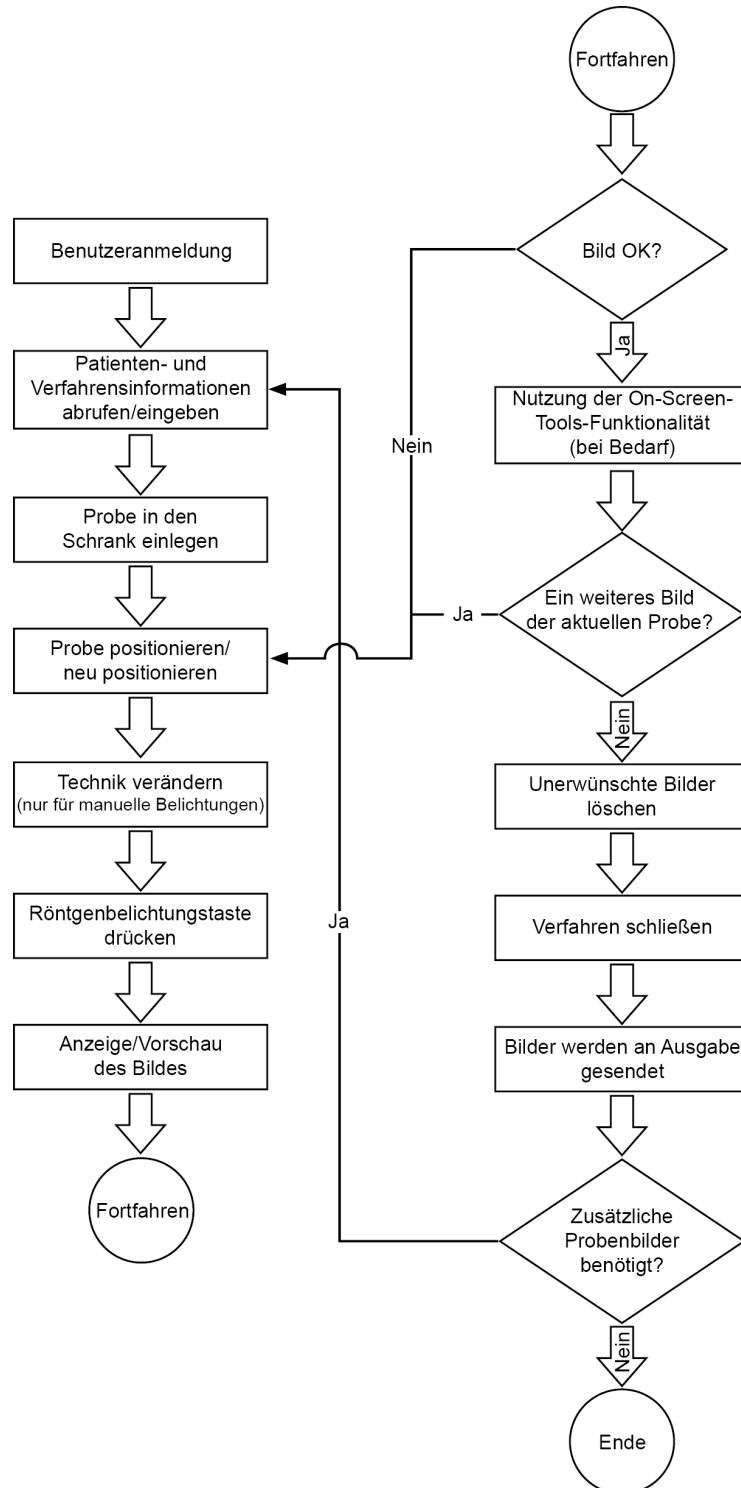 Benutzeranmeldung
Patienten- und
Verfahrensinformationen
abrufen/eingeben
Probe in den
Schrank einlegen
Probe positionieren/
neu positionieren
Technik verändern
(nur für manuelle Belichtungen)
Röntgenbelichtungstaste
drücken
Anzeige/Vorschau
des Bildes
Fortfahren
Fortfahren
Bild OK?
Nein
Ja
Nutzung der On-Screen-
Tools-Funktionalität
(bei Bedarf)
Ein weiteres Bild
der aktuellen Probe?
Ja
Nein
Unerwünschte Bilder
löschen
Verfahren schließen
Bilder werden an Ausgabe
gesendet
Zusätzliche
Probenbilder
benötigt?
Ja
Nein
Ende